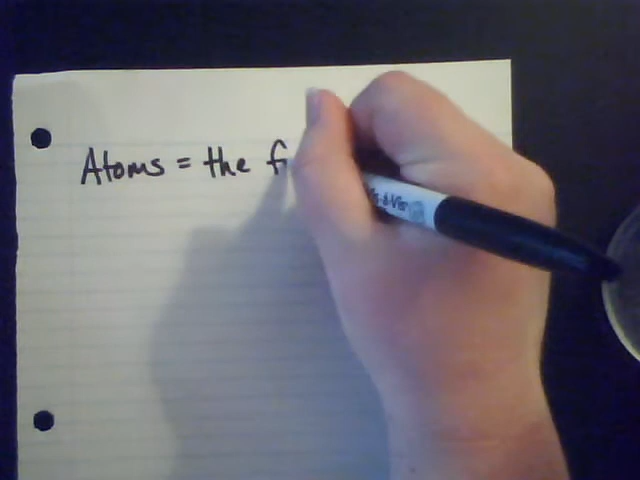 Atoms = the f